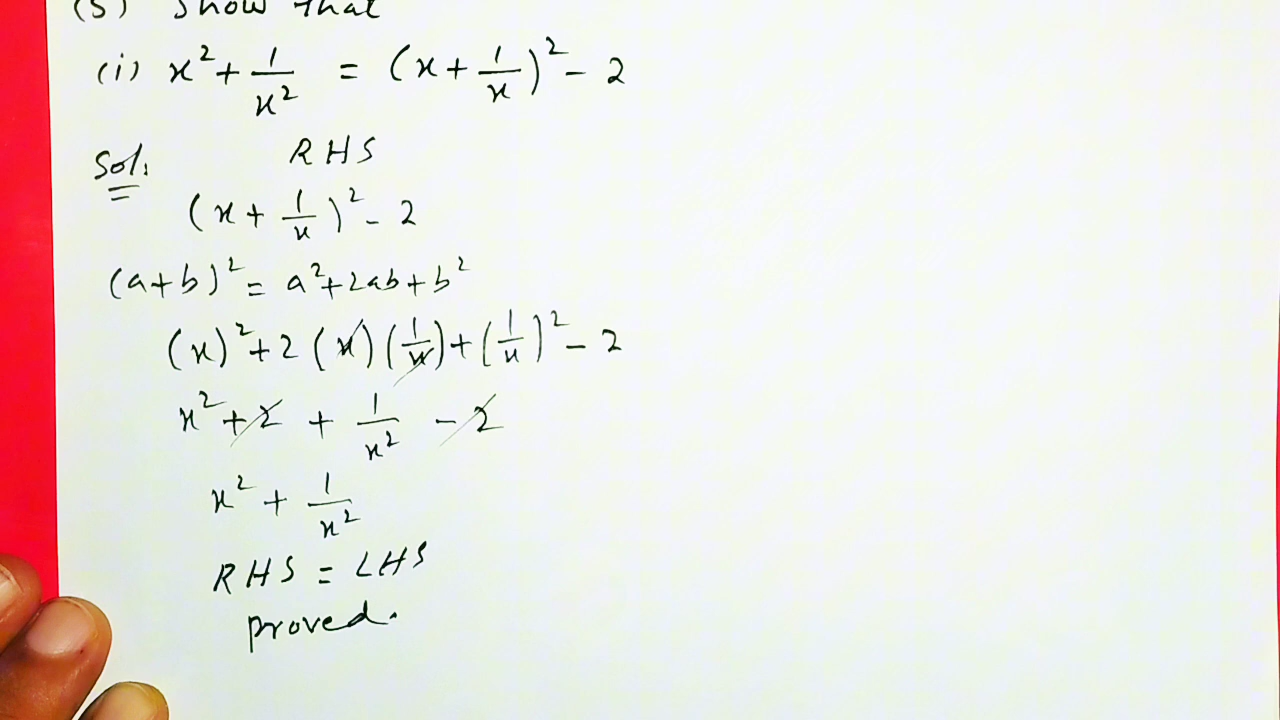 (5) Show that
(i) x² + 1/x² = (x + 1/x)² - 2
Sol: RHS
(x + 1/x)² - 2
(a+b)² = a²+2ab+b²
(x)² + 2(x)(1/x) + (1/x)² - 2
x² + 2 + 1/x² - 2
x² + 1/x²
RHS = LHS
proved.